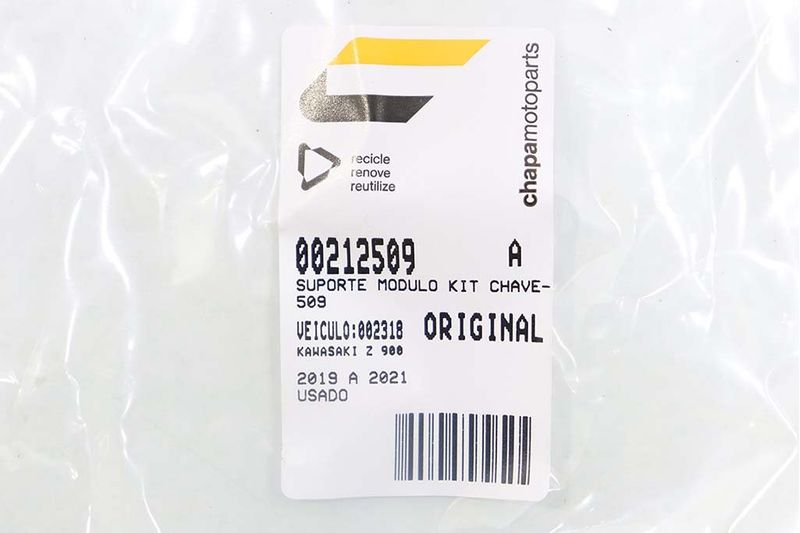 chapamotoparts
recicle
renove
reutilize
00212509 A
SUPORTE MODULO KIT CHAVE-
509
VEICULO:002318 ORIGINAL
KAWASAKI Z 900
2019 A 2021
USADO